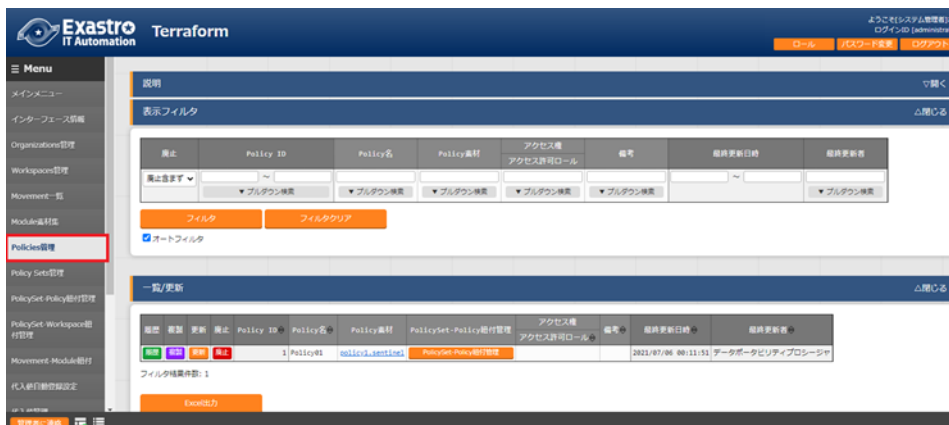 Exastro
IT Automation
Terraform
ようこそ[システム管理者]
ログインID [administra
ロール
パスワード変更
ログアウト
Menu
メインメニュー
インターフェース情報
Organizations管理
Workspaces管理
Movement一覧
Module素材集
Policies管理
Policy Sets管理
PolicySet-Policy紐付管理
PolicySet-Workspace紐
付管理
Movement-Module紐付
代入値自動登録設定
説明
▽開く
表示フィルタ
△閉じる
廃止 Policy ID Policy名 Policy素材 アクセス権 備考 最終更新日時 最終更新者
アクセス許可ロール
廃止含まず ~ ~
▼ プルダウン検索 ▼ プルダウン検索 ▼ プルダウン検索 ▼ プルダウン検索 ▼ プルダウン検索 ▼ プルダウン検索
フィルタ
フィルタクリア
オートフィルタ
一覧/更新
△閉じる
履歴 複製 更新 廃止 Policy ID Policy名 Policy素材 PolicySet-Policy紐付管理 アクセス権 備考 最終更新日時 最終更新者
アクセス許可ロール
履歴 複製 更新 廃止 1 Policy01 policy1.sentinel PolicySet-Policy紐付管理 2021/07/06 00:11:51 データポータビリティプロシージャ
フィルタ結果件数: 1
Excel出力
管理者に連絡